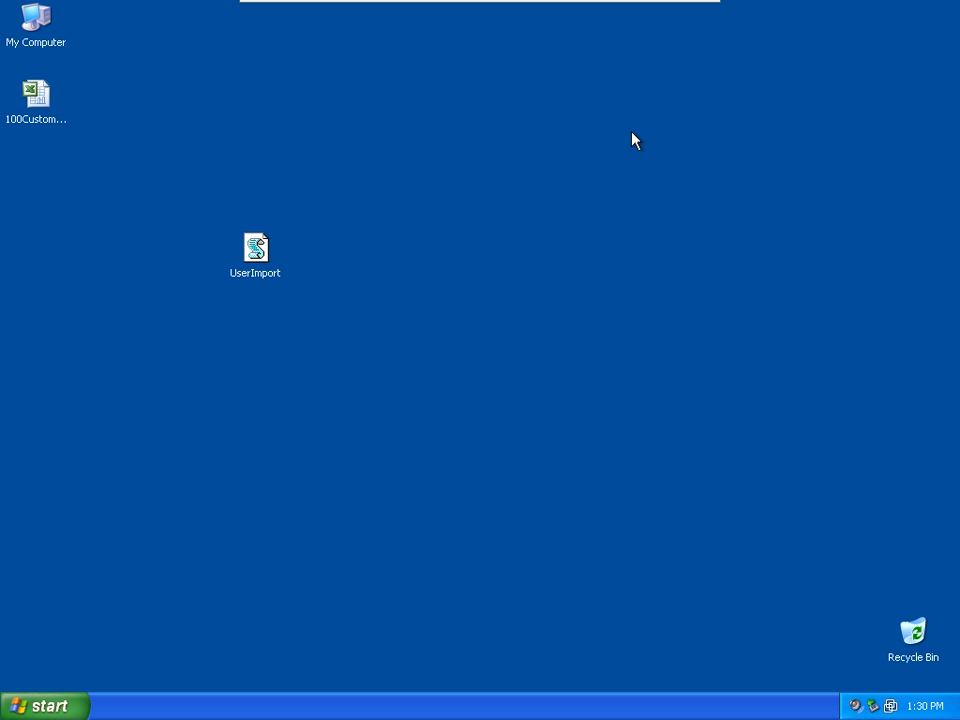 My Computer
100Custom...
UserImport
Recycle Bin
start
1:30 PM